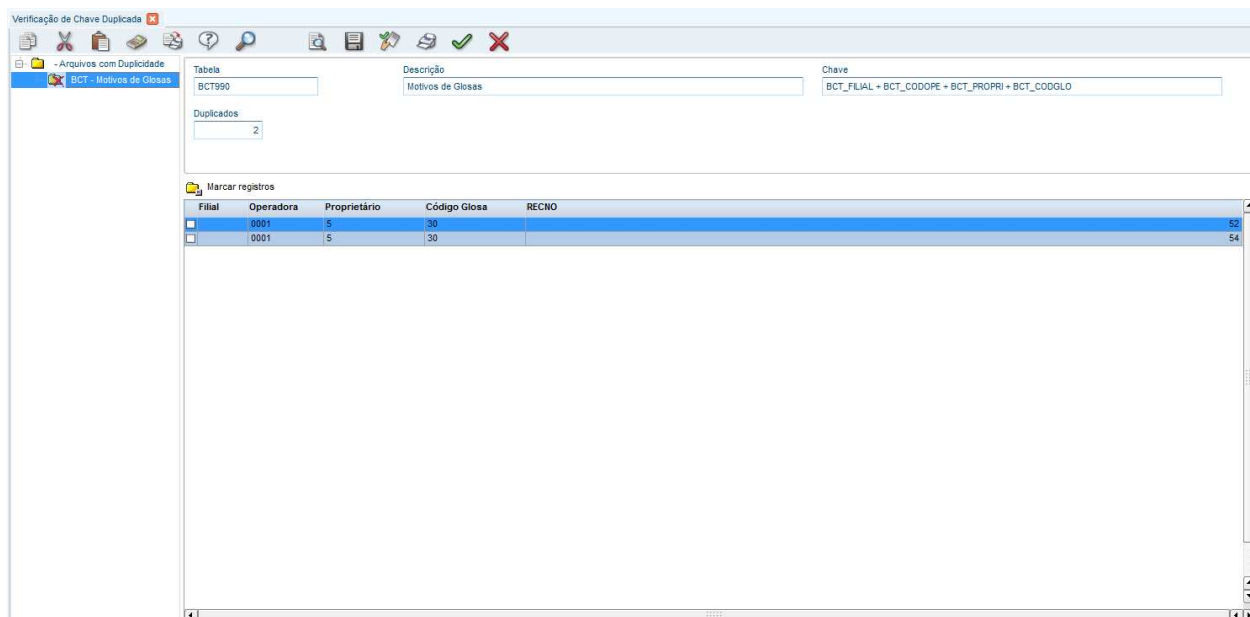 Verificação de Chave Duplicada
- Arquivos com Duplicidade
BCT - Motivos de Glosas
Tabela Descrição Chave
BCT990 Motivos de Glosas BCT_FILIAL + BCT_CODOPE + BCT_PROPRI + BCT_CODGLO
Duplicados
2
Marcar registros
Filial Operadora Proprietário Código Glosa RECNO
0001 5 30 52
0001 5 30 54